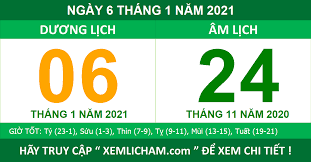 NGÀY 6 THÁNG 1 NĂM 2021
DƯƠNG LỊCH
ÂM LỊCH
06
24
THÁNG 1 NĂM 2021
THÁNG 11 NĂM 2020
GIỜ TỐT: Tý (23-1), Sửu (1-3), Thìn (7-9), Tỵ (9-11), Mùi (13-15), Tuất (19-21)
HÃY TRUY CẬP “ XEMLICHAM.com ” ĐỂ XEM CHI TIẾT !